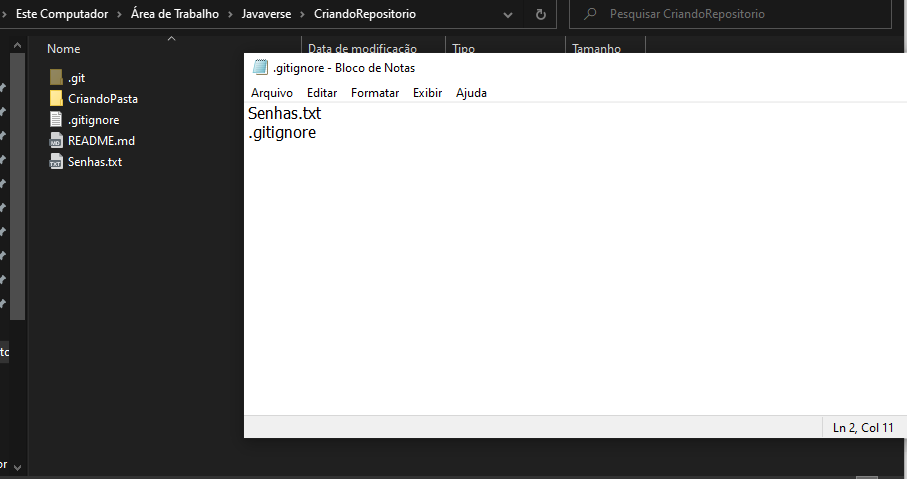 Este Computador > Área de Trabalho > Javaverse > CriandoRepositorio
Pesquisar CriandoRepositorio
Nome
Data de modificação
Tipo
Tamanho
.git
CriandoPasta
.gitignore
README.md
Senhas.txt
.gitignore - Bloco de Notas
Arquivo Editar Formatar Exibir Ajuda
Senhas.txt
.gitignore
Ln 2, Col 11